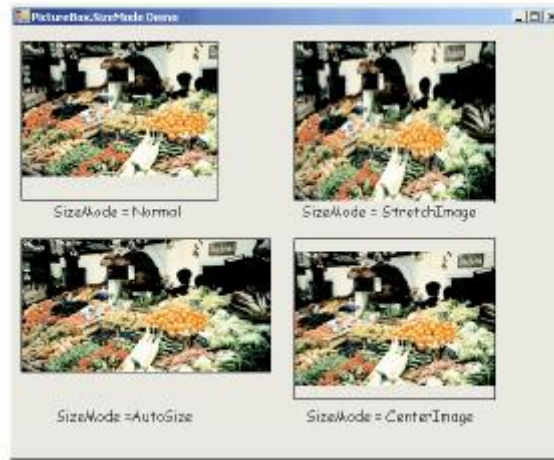 PictureBox.SizeMode Demo
SizeMode = Normal
SizeMode = StretchImage
SizeMode =AutoSize
SizeMode = CenterImage